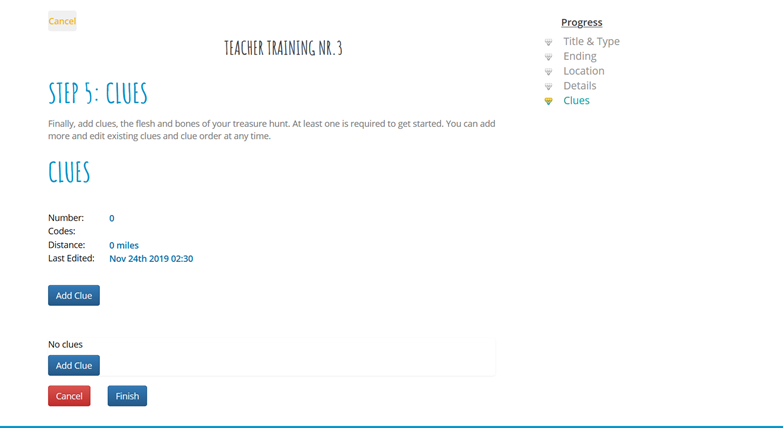 Cancel
TEACHER TRAINING NR.3
STEP 5: CLUES
Finally, add clues, the flesh and bones of your treasure hunt. At least one is required to get started. You can add
more and edit existing clues and clue order at any time.
CLUES
Number: 0
Codes:
Distance: 0 miles
Last Edited: Nov 24th 2019 02:30
Add Clue
No clues
Add Clue
Cancel Finish
Progress
Title & Type
Ending
Location
Details
Clues